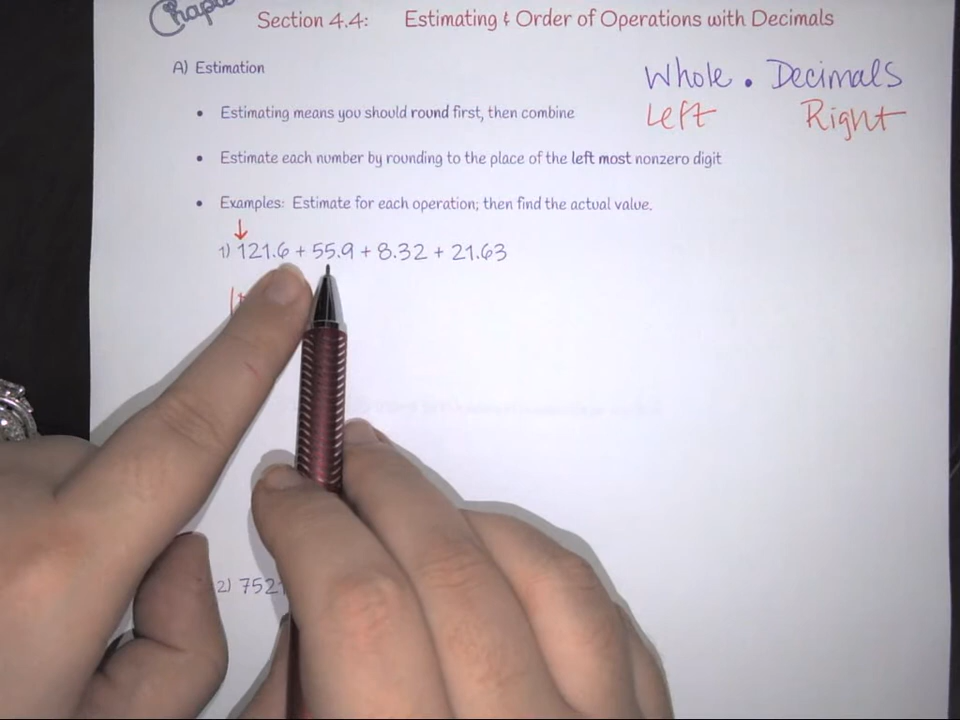 Section 4.4: Estimating & Order of Operations with Decimals
A) Estimation
Whole . Decimals
Left Right
• Estimating means you should round first, then combine
• Estimate each number by rounding to the place of the left most nonzero digit
• Examples: Estimate for each operation; then find the actual value.
1) 121.6 + 55.9 + 8.32 + 21.63
2)